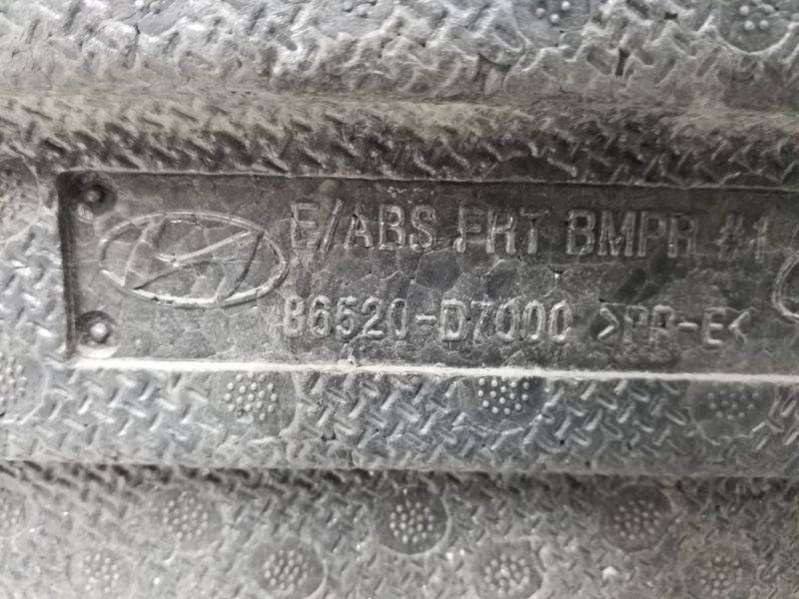 E/ABS FRT BMPR #1
86520-D7000 >PP-E<